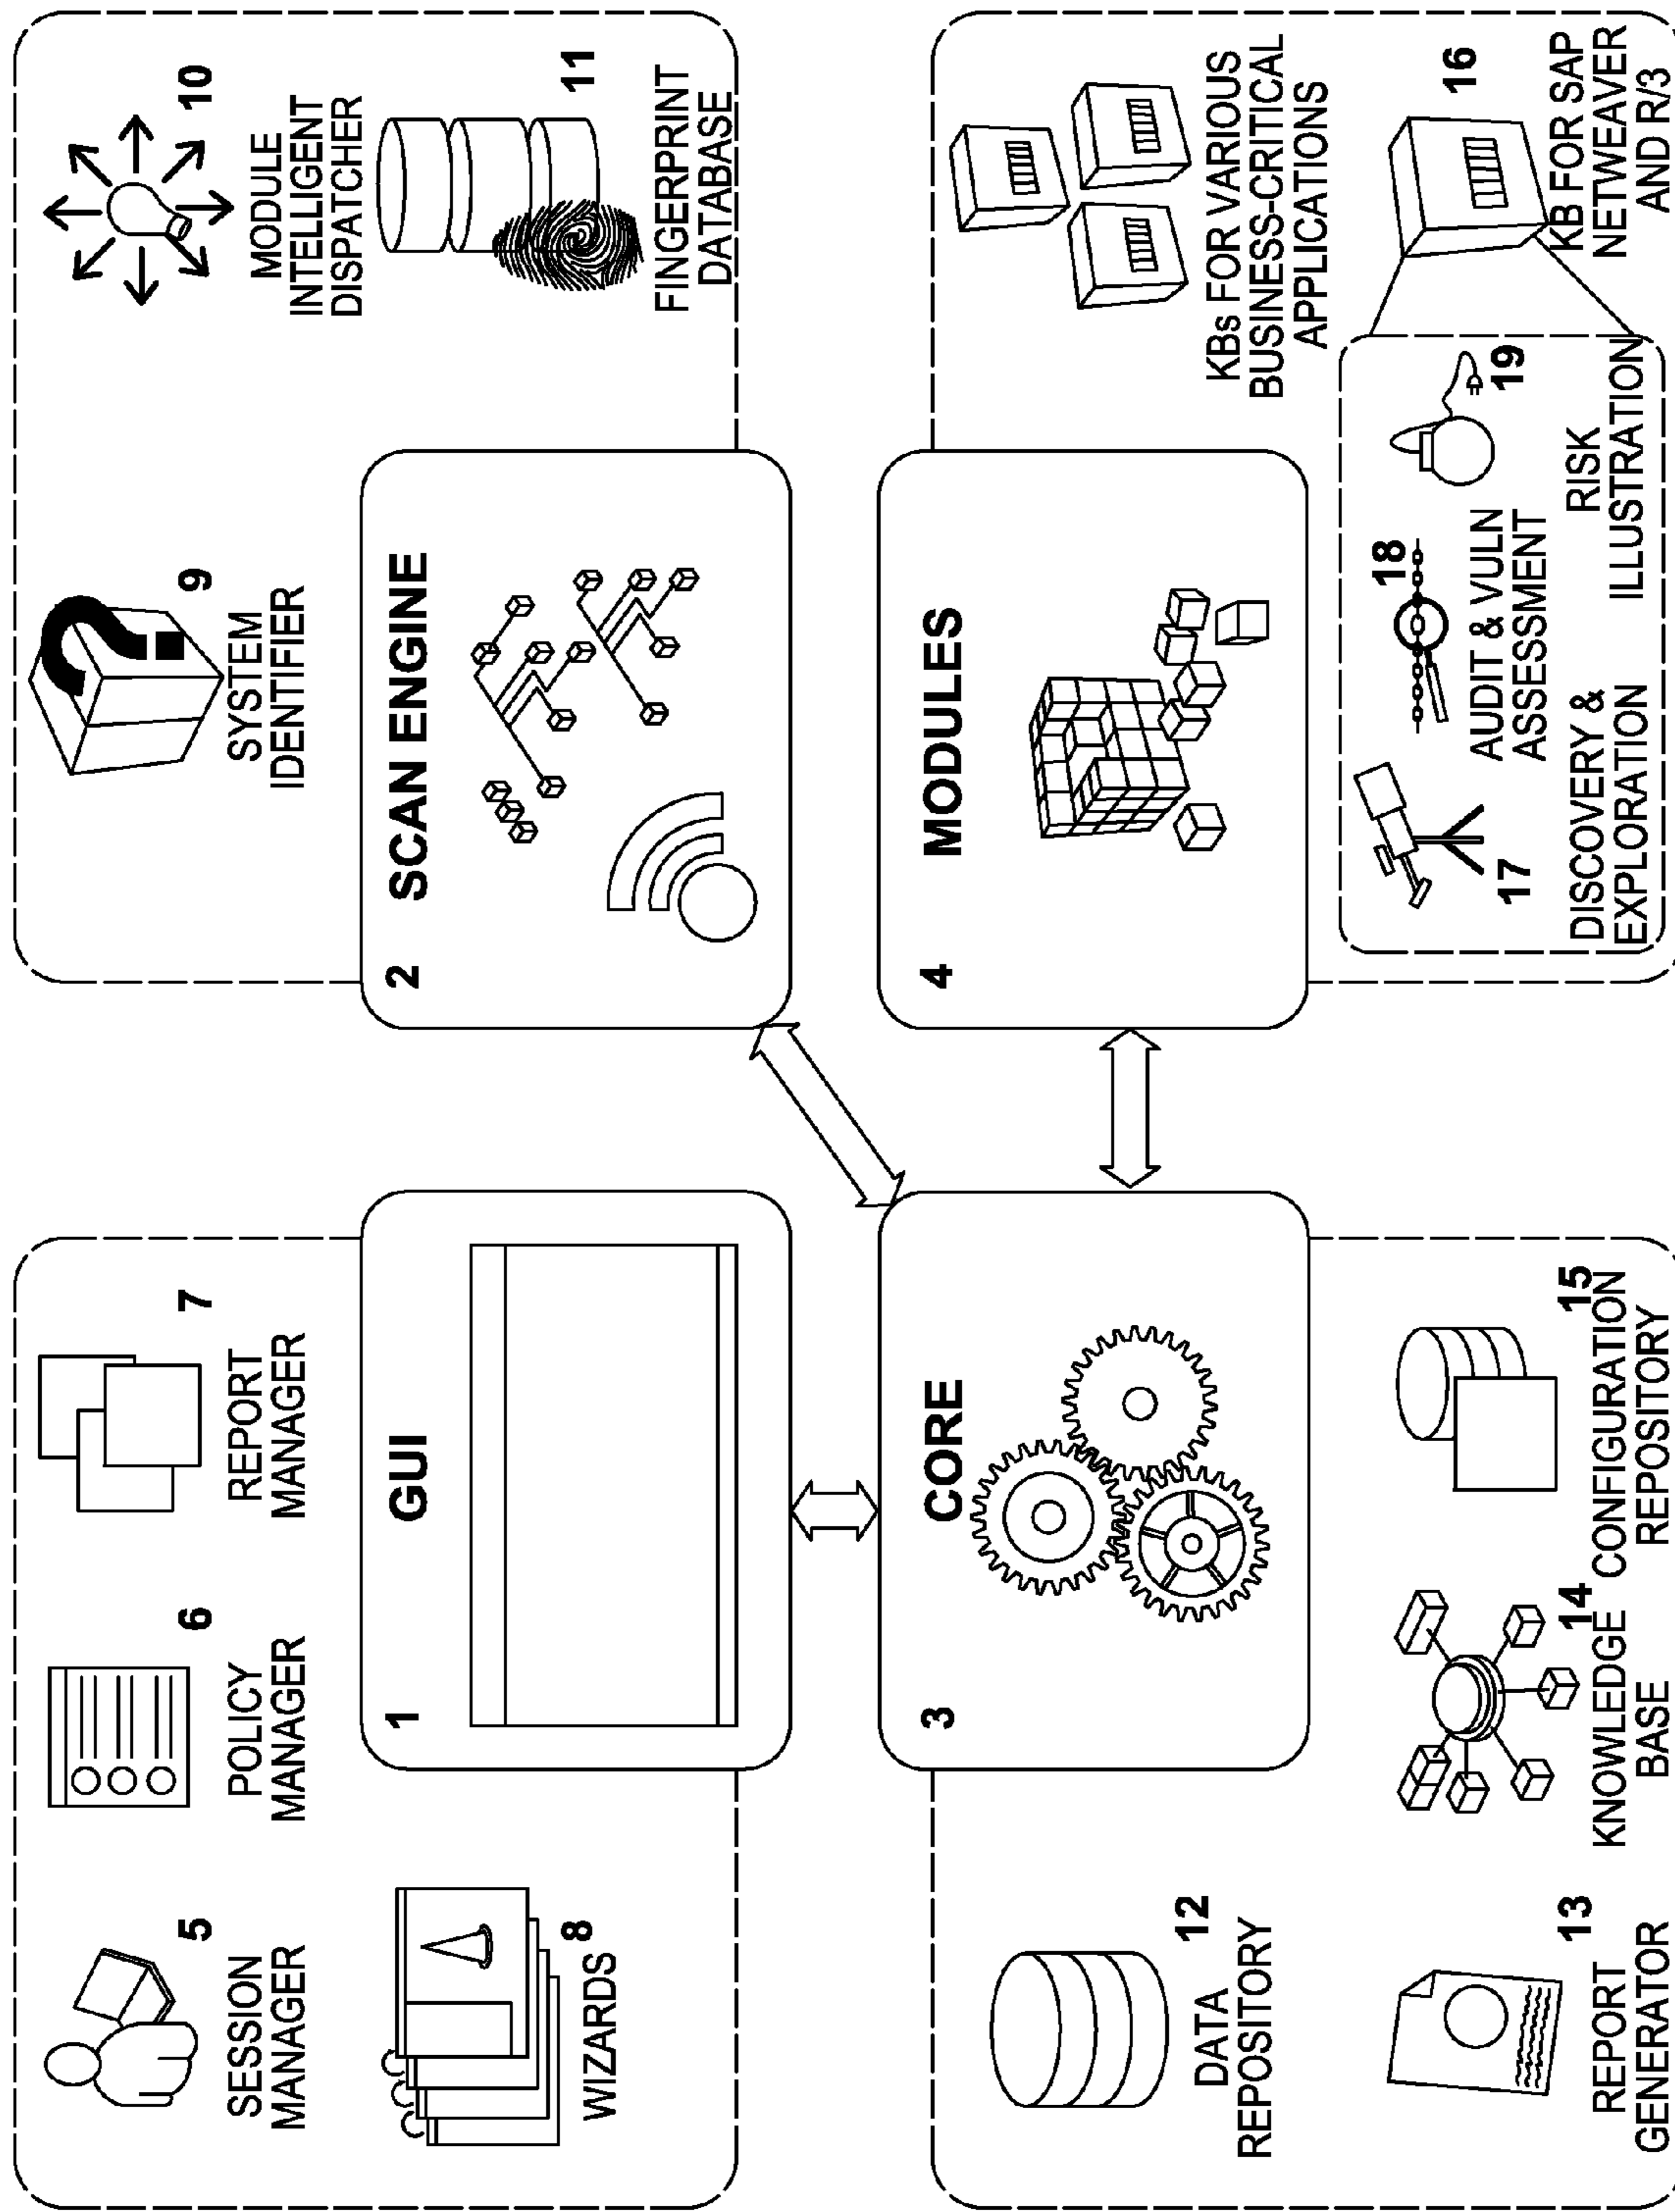 5
SESSION
MANAGER
6
POLICY
MANAGER
7
REPORT
MANAGER
8
WIZARDS
1
GUI
9
SYSTEM
IDENTIFIER
10
MODULE
INTELLIGENT
DISPATCHER
11
FINGERPRINT
DATABASE
2
SCAN ENGINE
3
CORE
12
DATA
REPOSITORY
13
REPORT
GENERATOR
14
KNOWLEDGE
BASE
15
CONFIGURATION
REPOSITORY
4
MODULES
KBs FOR VARIOUS
BUSINESS-CRITICAL
APPLICATIONS
16
KB FOR SAP
NETWEAVER
AND R/3
17
DISCOVERY &
EXPLORATION
18
AUDIT & VULN
ASSESSMENT
19
RISK
ILLUSTRATION